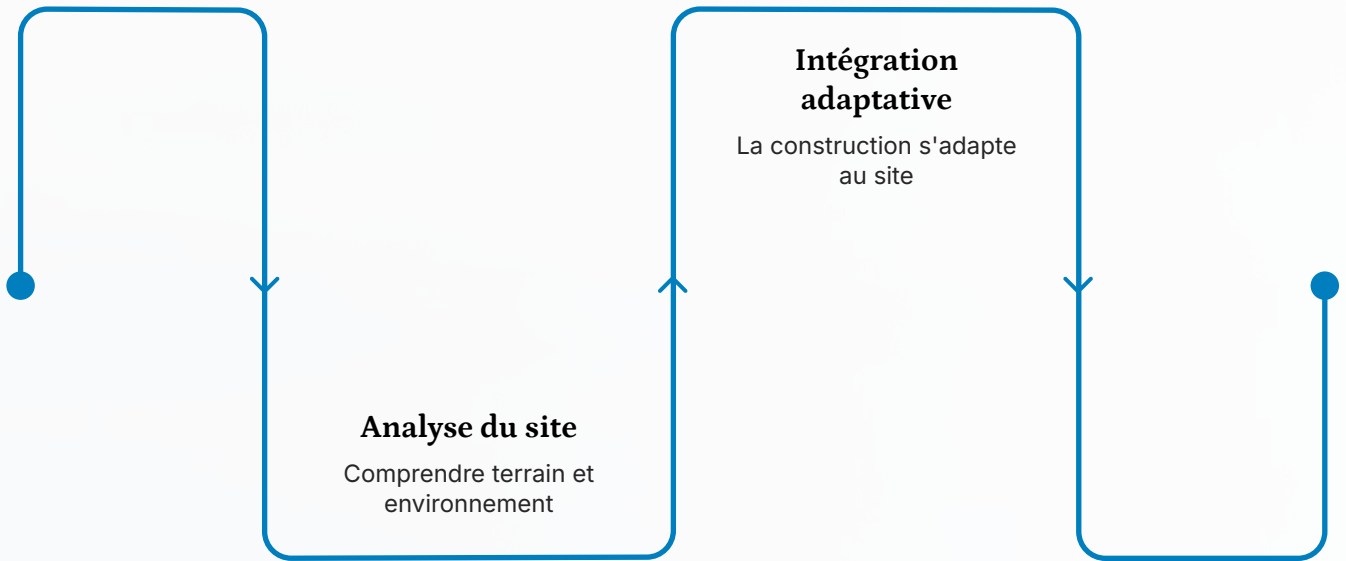 Intégration
adaptative
La construction s'adapte
au site
Analyse du site
Comprendre terrain et
environnement